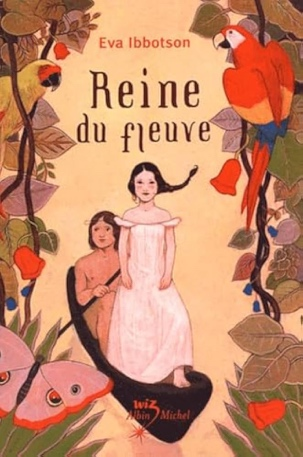 Eva Ibbotson
Reine
du fleuve
wiz
Albin Michel